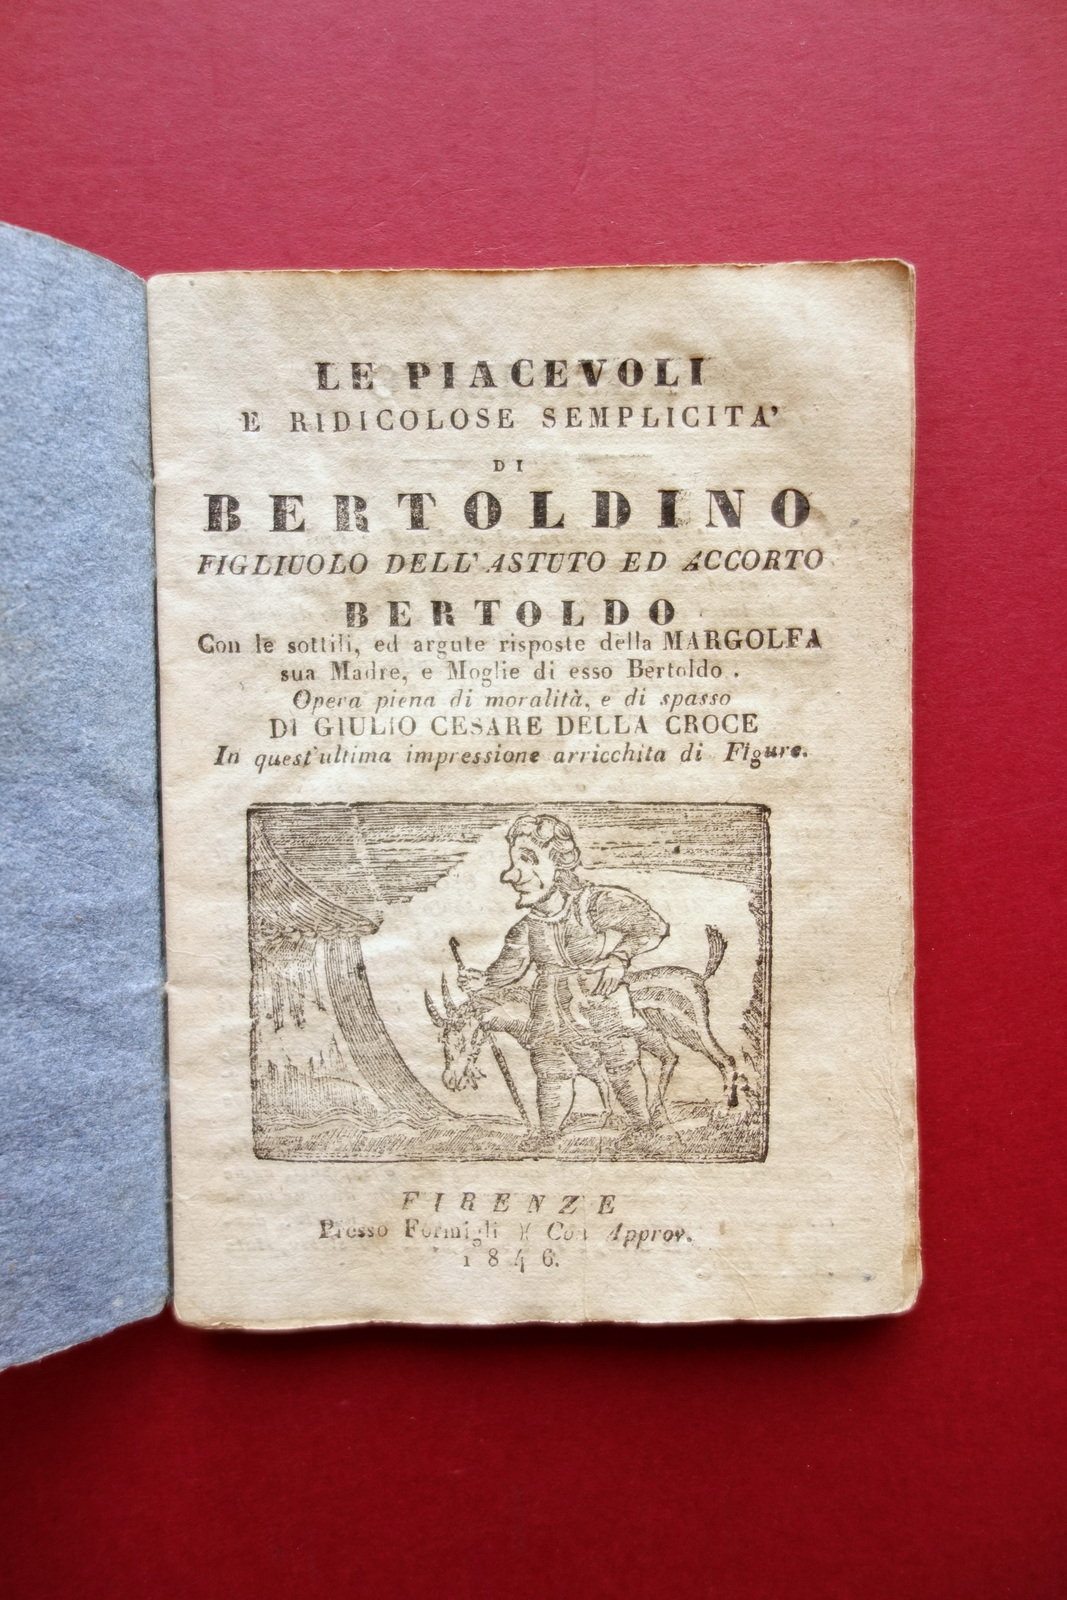 LE PIACEVOLI
E RIDICOLOSE SEMPLICITA'
DI
BERTOLDINO
FIGLIUOLO DELL'ASTUTO ED ACCORTO
BERTOLDO
Con le sottili, ed argute risposte della MARGOLFA
sua Madre, e Moglie di esso Bertoldo .
Opera piena di moralità, e di spasso
DI GIULIO CESARE DELLA CROCE
In quest'ultima impressione arricchita di Figure.
FIRENZE
Presso Formigli )( Con Approv.
1846.